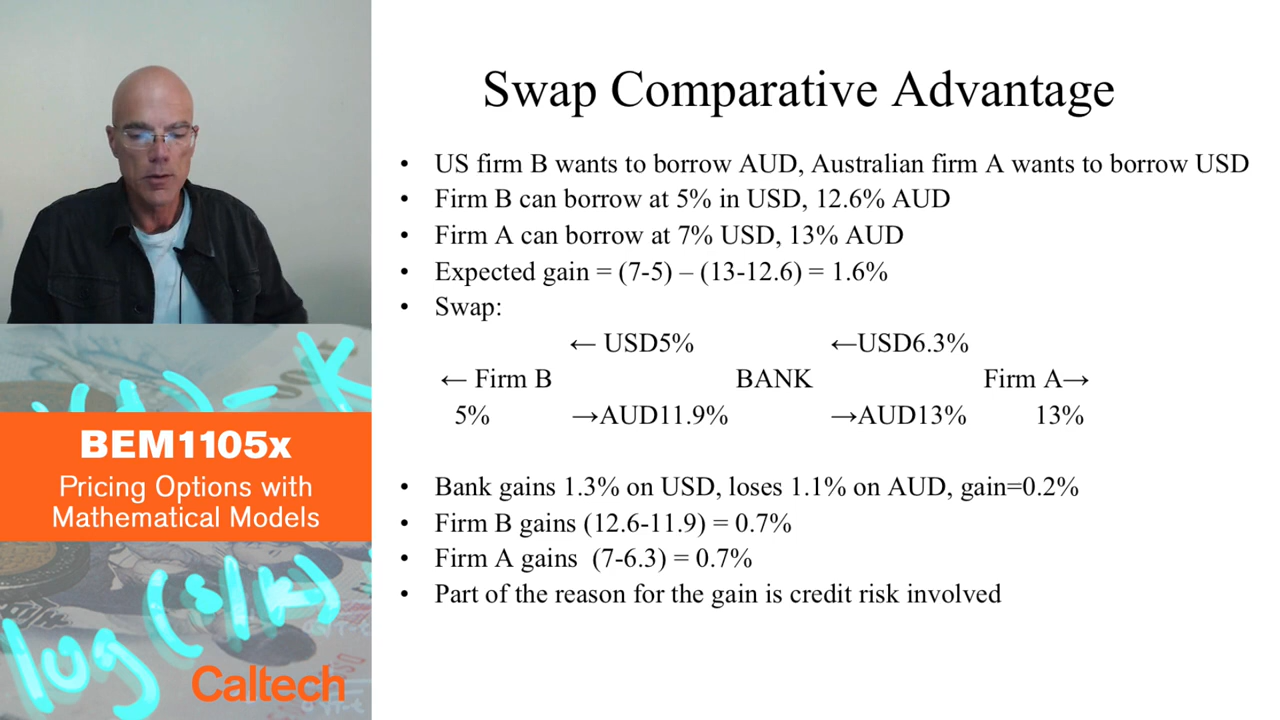 Swap Comparative Advantage
• US firm B wants to borrow AUD, Australian firm A wants to borrow USD
• Firm B can borrow at 5% in USD, 12.6% AUD
• Firm A can borrow at 7% USD, 13% AUD
• Expected gain = (7-5) – (13-12.6) = 1.6%
• Swap:
← USD5% ←USD6.3%
← Firm B BANK Firm A→
5% →AUD11.9% →AUD13% 13%
• Bank gains 1.3% on USD, loses 1.1% on AUD, gain=0.2%
• Firm B gains (12.6-11.9) = 0.7%
• Firm A gains (7-6.3) = 0.7%
• Part of the reason for the gain is credit risk involved
BEM1105x
Pricing Options with
Mathematical Models
log(s/k)
Caltech